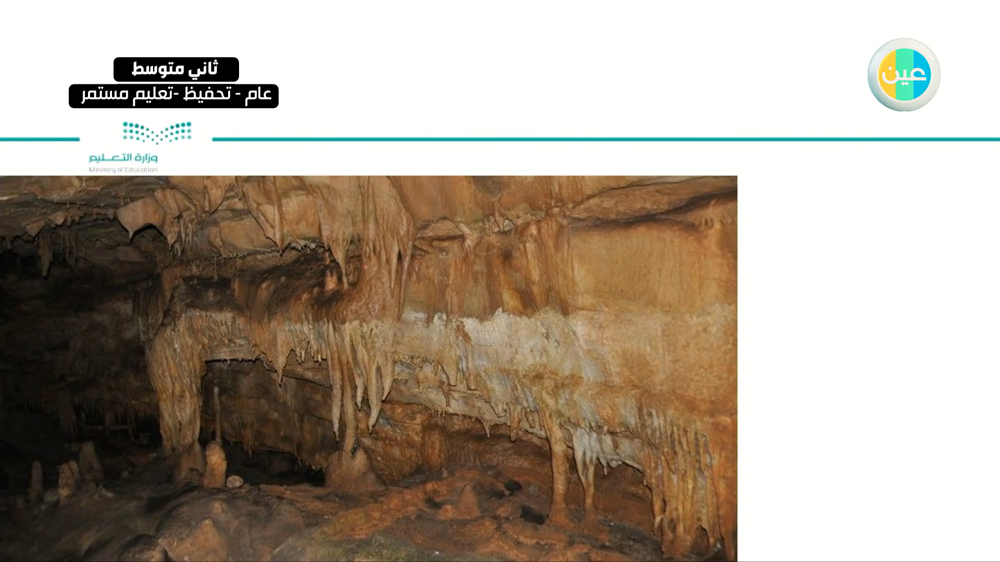 ثاني متوسط
عام - تحفيظ -تعليم مستمر
عين
وزارة التعليم
Ministry of Education